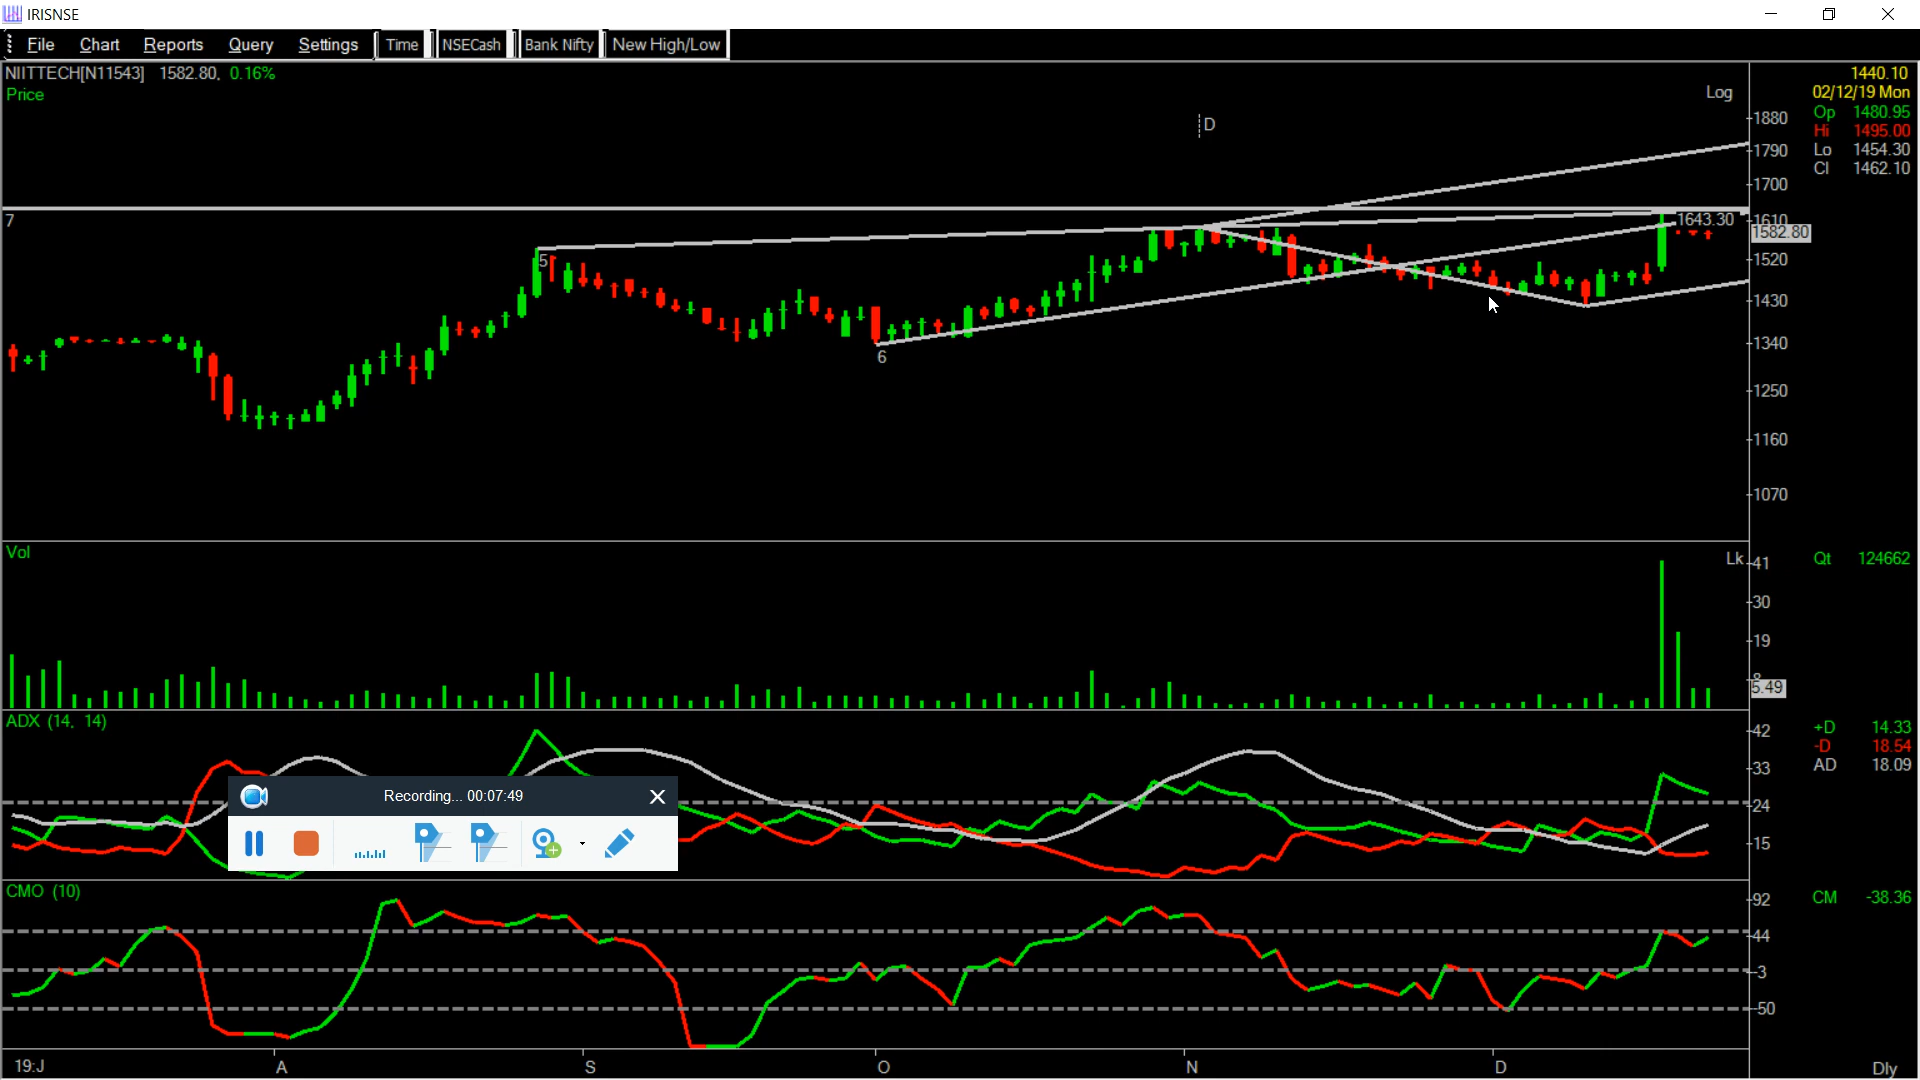 IRISNSE
File Chart Reports Query Settings Time NSECash Bank Nifty New High/Low
NIITTECH[N11543] 1582.80, 0.16%
Price
Log
1440.10
02/12/19 Mon
Op 1480.95
Hi 1495.00
Lo 1454.30
Cl 1462.10
D
1880
1790
1700
7
1643.30
1610
1582.80
5
1520
1430
1340
6
1250
1160
1070
Vol
Lk
41
Qt 124662
30
19
8
5.49
ADX (14, 14)
42
+D 14.33
-D 18.54
AD 18.09
33
24
15
Recording... 00:07:49
CMO (10)
92
CM -38.36
44
-3
-50
19:J A S O N D Dly